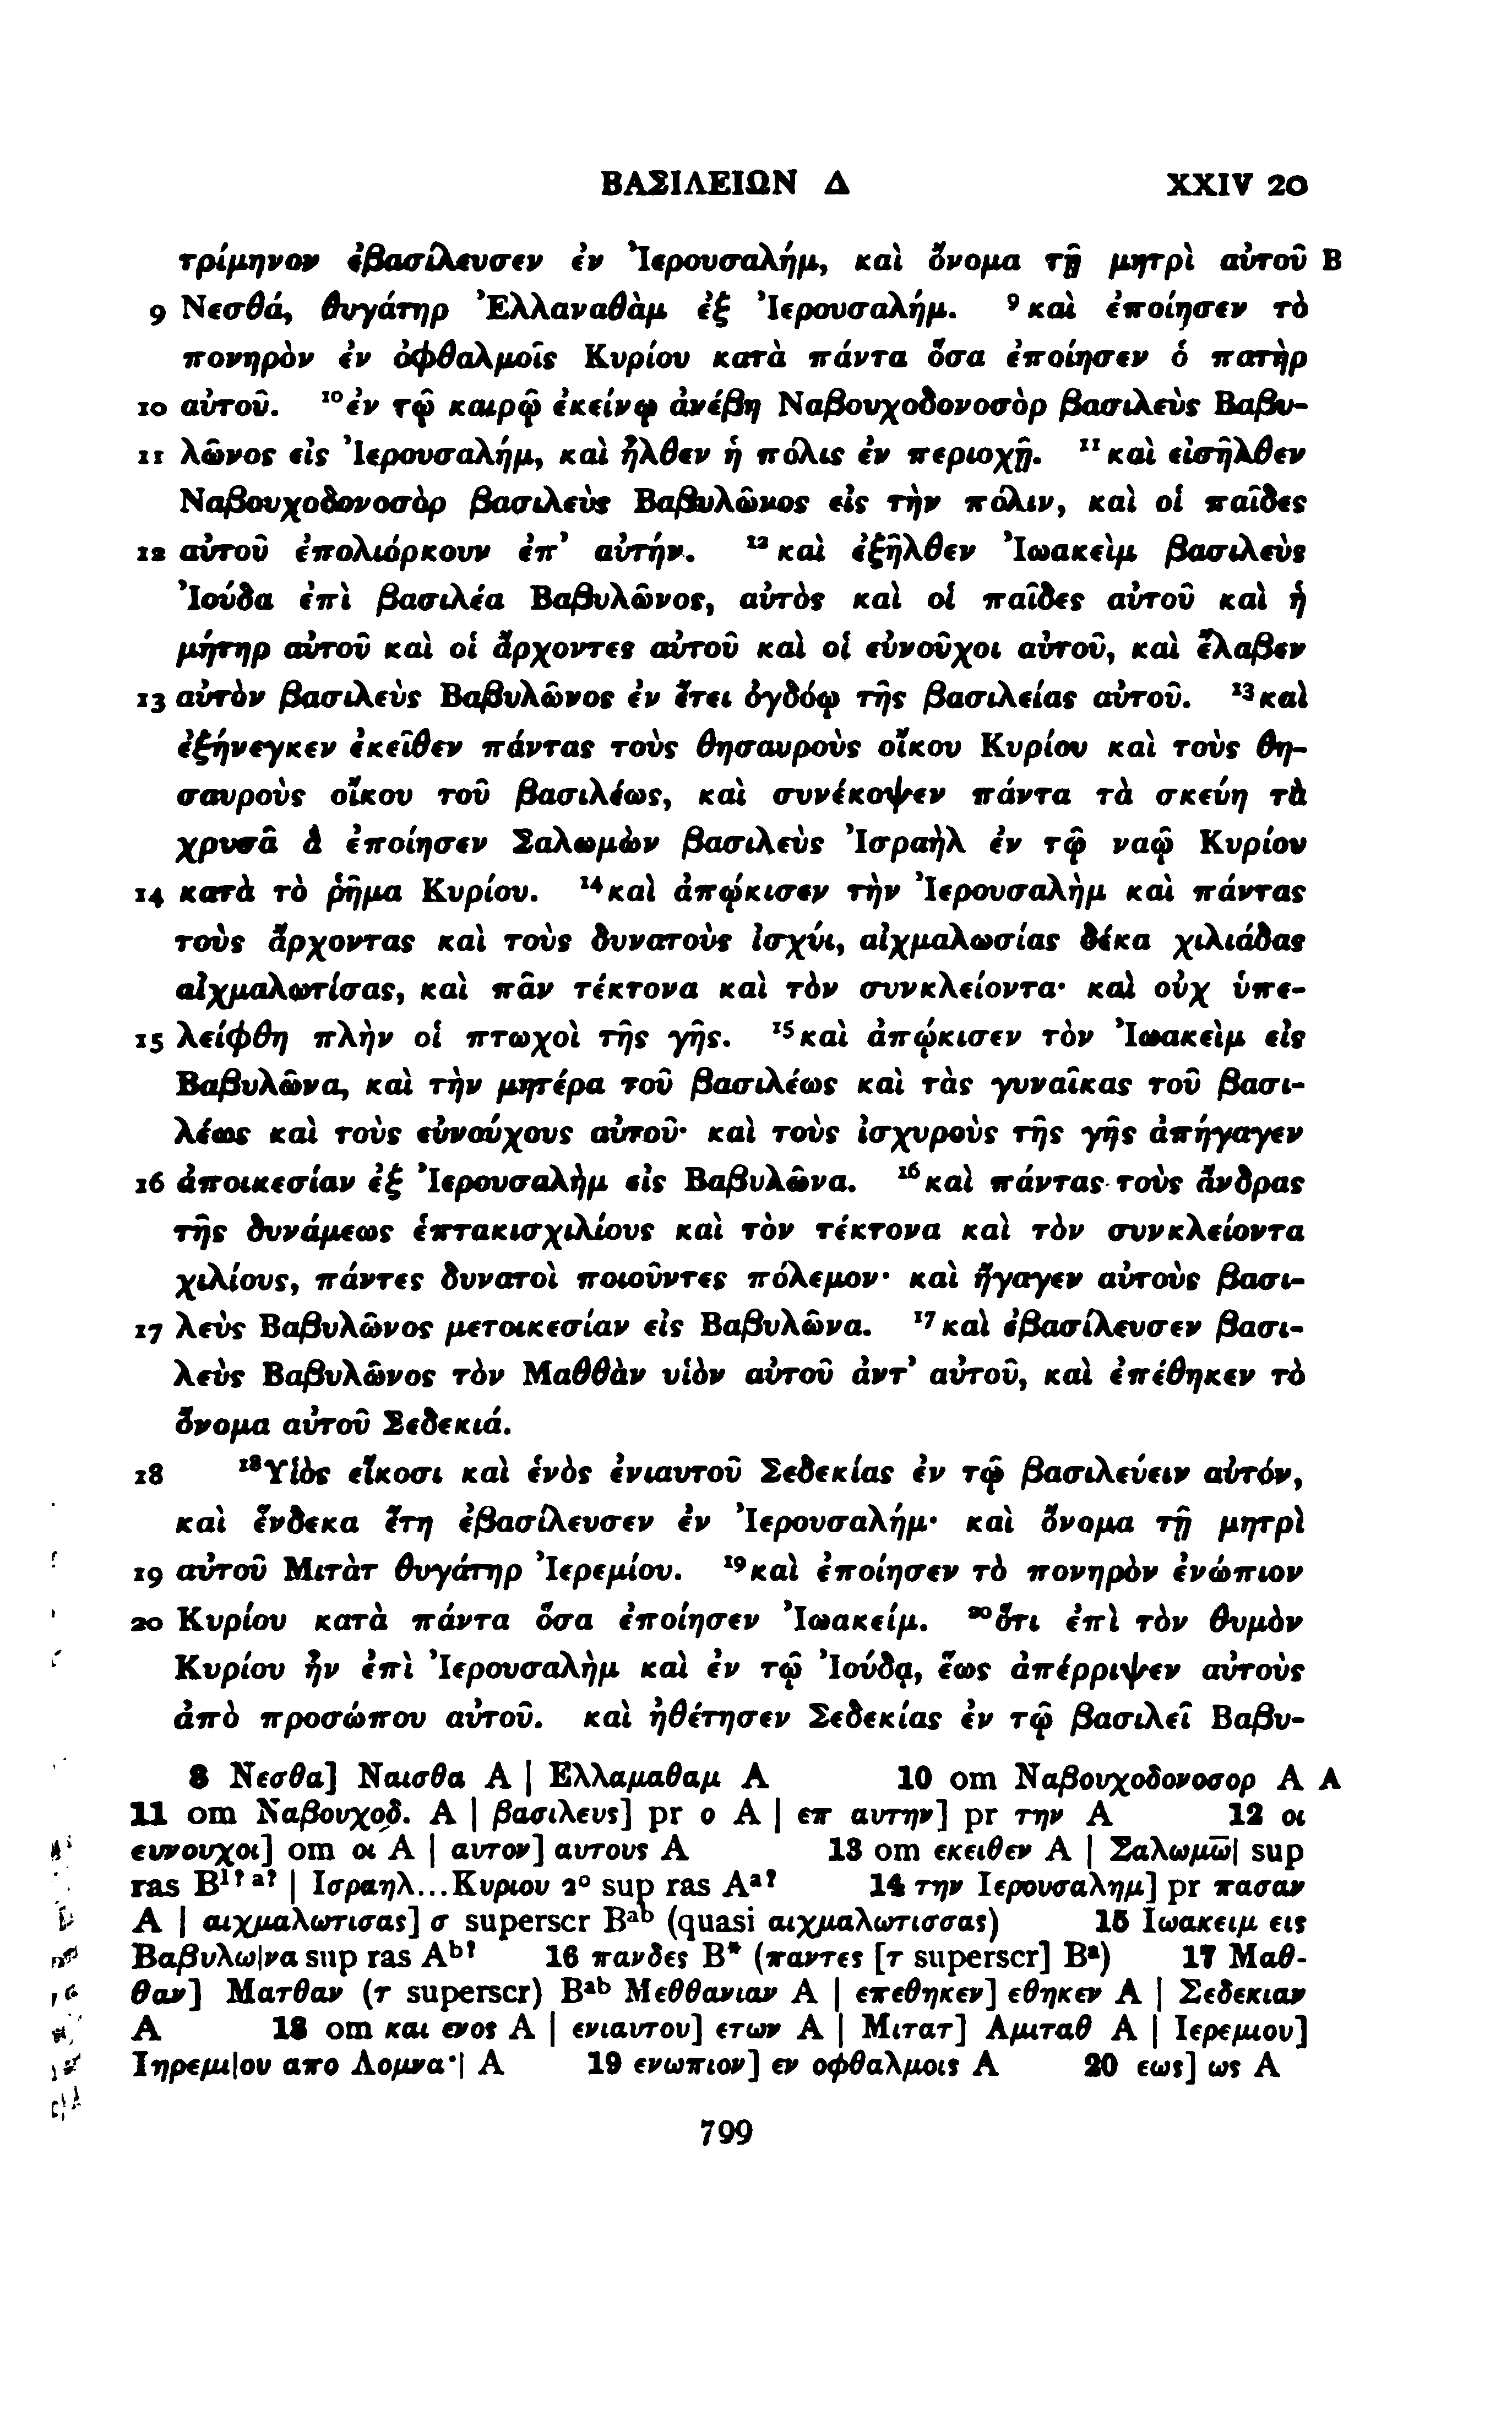 ΒΑΣΙΛΕΙΩΝ Δ XXIV 20
τρίμηνον ἐβασίλευσεν ἐν Ἰερουσαλήμ, καὶ ὄνομα τῇ μητρὶ αὐτοῦ B
9 Νεσθά, θυγάτηρ Ἐλλαναθὰμ ἐξ Ἰερουσαλήμ. ⁹καὶ ἐποίησεν τὸ
πονηρὸν ἐν ὀφθαλμοῖς Κυρίου κατὰ πάντα ὅσα ἐποίησεν ὁ πατὴρ
10 αὐτοῦ. ¹⁰ἐν τῷ καιρῷ ἐκείνῳ ἀνέβη Ναβουχοδονοσὸρ βασιλεὺς Βαβυ-
11 λῶνος εἰς Ἰερουσαλήμ, καὶ ἦλθεν ἡ πόλις ἐν περιοχῇ. ¹¹καὶ εἰσῆλθεν
Ναβουχοδονοσὸρ βασιλεὺς Βαβυλῶνος εἰς τὴν πόλιν, καὶ οἱ παῖδες
12 αὐτοῦ ἐπολιόρκουν ἐπ’ αὐτήν. ¹²καὶ ἐξῆλθεν Ἰωακεὶμ βασιλεὺς
Ἰούδα ἐπὶ βασιλέα Βαβυλῶνος, αὐτὸς καὶ οἱ παῖδες αὐτοῦ καὶ ἡ
μήτηρ αὐτοῦ καὶ οἱ ἄρχοντες αὐτοῦ καὶ οἱ εὐνοῦχοι αὐτοῦ, καὶ ἔλαβεν
13 αὐτὸν βασιλεὺς Βαβυλῶνος ἐν ἔτει ὀγδόῳ τῆς βασιλείας αὐτοῦ. ¹³καὶ
ἐξήνεγκεν ἐκεῖθεν πάντας τοὺς θησαυροὺς οἴκου Κυρίου καὶ τοὺς θη-
σαυροὺς οἴκου τοῦ βασιλέως, καὶ συνέκοψεν πάντα τὰ σκεύη τὰ
χρυσᾶ ἃ ἐποίησεν Σαλωμὼν βασιλεὺς Ἰσραὴλ ἐν τῷ ναῷ Κυρίου
14 κατὰ τὸ ῥῆμα Κυρίου. ¹⁴καὶ ἀπῴκισεν τὴν Ἰερουσαλὴμ καὶ πάντας
τοὺς ἄρχοντας καὶ τοὺς δυνατοὺς ἰσχύι, αἰχμαλωσίας δέκα χιλιάδας
αἰχμαλωτίσας, καὶ πᾶν τέκτονα καὶ τὸν συνκλείοντα· καὶ οὐχ ὑπε-
15 λείφθη πλὴν οἱ πτωχοὶ τῆς γῆς. ¹⁵καὶ ἀπῴκισεν τὸν Ἰωακεὶμ εἰς
Βαβυλῶνα, καὶ τὴν μητέρα τοῦ βασιλέως καὶ τὰς γυναῖκας τοῦ βασι-
λέως καὶ τοὺς εὐνούχους αὐτοῦ· καὶ τοὺς ἰσχυροὺς τῆς γῆς ἀπήγαγεν
16 ἀποικεσίαν ἐξ Ἰερουσαλὴμ εἰς Βαβυλῶνα. ¹⁶καὶ πάντας τοὺς ἄνδρας
τῆς δυνάμεως ἑπτακισχιλίους καὶ τὸν τέκτονα καὶ τὸν συνκλείοντα
χιλίους, πάντες δυνατοὶ ποιοῦντες πόλεμον· καὶ ἤγαγεν αὐτοὺς βασι-
17 λεὺς Βαβυλῶνος μετοικεσίαν εἰς Βαβυλῶνα. ¹⁷καὶ ἐβασίλευσεν βασι-
λεὺς Βαβυλῶνος τὸν Μαθθὰν υἱὸν αὐτοῦ ἀντ’ αὐτοῦ, καὶ ἐπέθηκεν τὸ
ὄνομα αὐτοῦ Σεδεκιά.
18 ¹⁸Υἱὸς εἴκοσι καὶ ἑνὸς ἐνιαυτοῦ Σεδεκίας ἐν τῷ βασιλεύειν αὐτόν,
καὶ ἕνδεκα ἔτη ἐβασίλευσεν ἐν Ἰερουσαλήμ· καὶ ὄνομα τῇ μητρὶ
19 αὐτοῦ Μιτὰτ θυγάτηρ Ἰερεμίου. ¹⁹καὶ ἐποίησεν τὸ πονηρὸν ἐνώπιον
20 Κυρίου κατὰ πάντα ὅσα ἐποίησεν Ἰωακείμ. ²⁰ὅτι ἐπὶ τὸν θυμὸν
Κυρίου ἦν ἐπὶ Ἰερουσαλὴμ καὶ ἐν τῷ Ἰούδᾳ, ἕως ἀπέρριψεν αὐτοὺς
ἀπὸ προσώπου αὐτοῦ. καὶ ἠθέτησεν Σεδεκίας ἐν τῷ βασιλεῖ Βαβυ-
8 Νεσθα] Ναισθα A | Ελλαμαθαμ A 10 om Ναβουχοδονοσορ A A
11 om Ναβουχοδ. A | βασιλευς] pr ο A | επ αυτην] pr την A 12 οι
ευνουχοι] om οι A | αυτον] αυτους A 13 om εκειθεν A | Σαλωμω̅| sup
ras B¹ˀ ᵃˀ | Ισραηλ...Κυριου 2° sup ras Aᵃˀ 14 την Ιερουσαλημ] pr πασαν
A | αιχμαλωτισας] σ superscr Bᵃᵇ (quasi αιχμαλωτισσας) 15 Ιωακειμ εις
Βαβυλω|να sup ras Aᵇˀ 16 πανδες B* (παντες [τ superscr] Bᵃ) 17 Μαθ-
θαν] Ματθαν (τ superscr) Bᵃᵇ Μεθθανιαν A | επεθηκεν] εθηκεν A | Σεδεκιαν
A 18 om και ενος A | ενιαυτου] ετων A | Μιτατ] Αμιταθ A | Ιερεμιου]
Ιηρεμι|ου απο Λομνα·| A 19 ενωπιον] εν οφθαλμοις A 20 εως] ως A
799